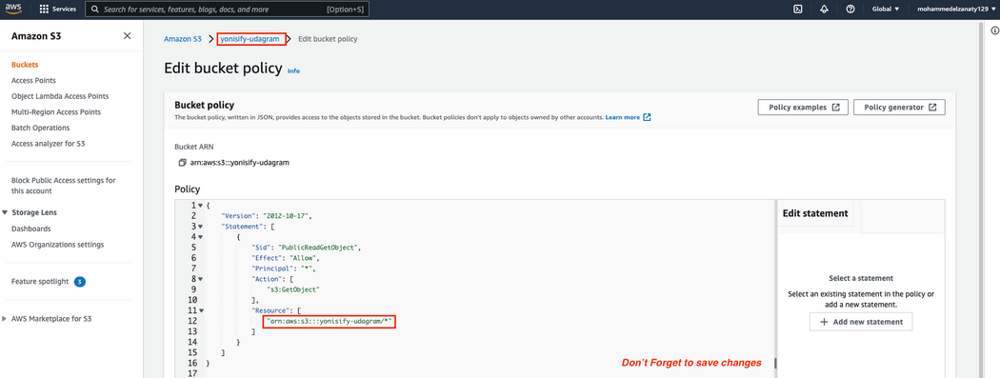 aws
Services
Search for services, features, blogs, docs, and more
[Option+S]
Global
mohammedelzanaty129
Amazon S3
Buckets
Access Points
Object Lambda Access Points
Multi-Region Access Points
Batch Operations
Access analyzer for S3
Block Public Access settings for
this account
Storage Lens
Dashboards
AWS Organizations settings
Feature spotlight 3
AWS Marketplace for S3
Amazon S3 > yonisify-udagram > Edit bucket policy
Edit bucket policy Info
Bucket policy
The bucket policy, written in JSON, provides access to the objects stored in the bucket. Bucket policies don't apply to objects owned by other accounts. Learn more
Policy examples
Policy generator
Bucket ARN
arn:aws:s3:::yonisify-udagram
Policy
1 {
2 "Version": "2012-10-17",
3 "Statement": [
4 {
5 "Sid": "PublicReadGetObject",
6 "Effect": "Allow",
7 "Principal": "*",
8 "Action": [
9 "s3:GetObject"
10 ],
11 "Resource": [
12 "arn:aws:s3:::yonisify-udagram/*"
13 ]
14 }
15 ]
16 }
17
Don't Forget to save changes
Edit statement
Select a statement
Select an existing statement in the policy or
add a new statement.
+ Add new statement